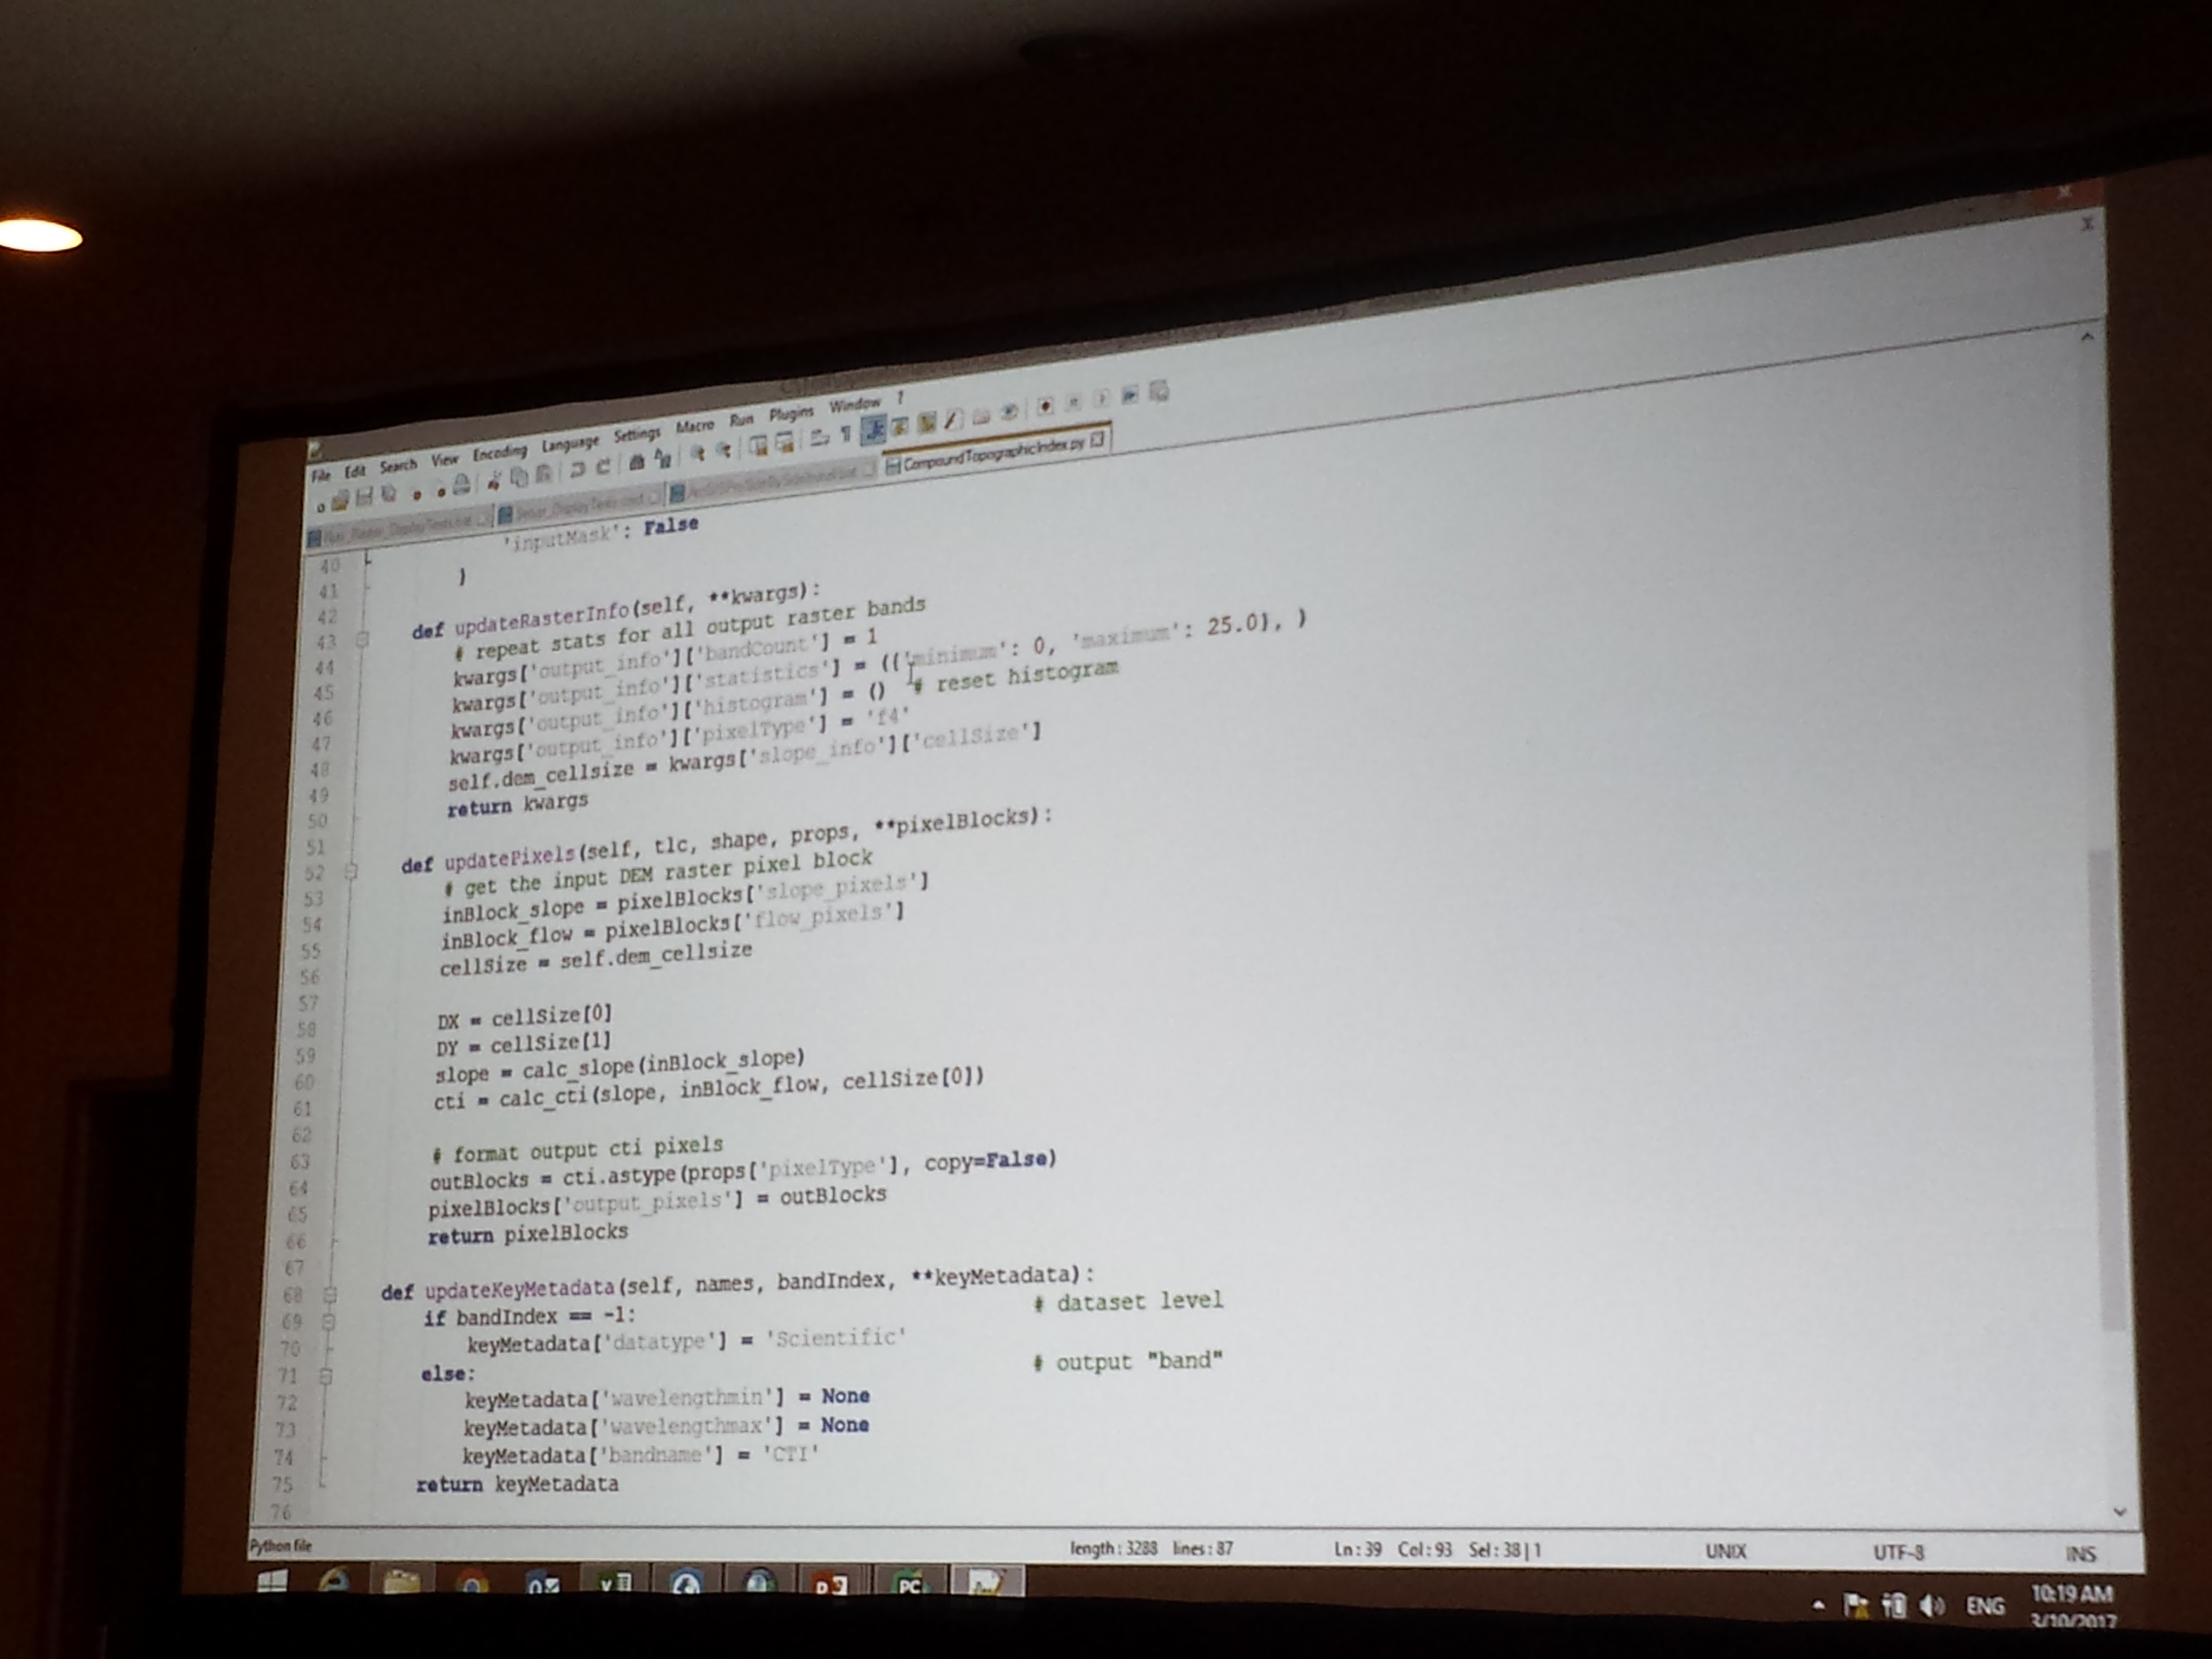 File Edit Search View Encoding Language Settings Macro Run Plugins Window ?
CompoundTopographicIndex.py
40 'inputMask': False
41 }
42
43 def updateRasterInfo(self, **kwargs):
44 # repeat stats for all output raster bands
45 kwargs['output_info']['bandCount'] = 1
46 kwargs['output_info']['statistics'] = ({'minimum': 0, 'maximum': 25.0}, )
47 kwargs['output_info']['histogram'] = () # reset histogram
48 kwargs['output_info']['pixelType'] = 'f4'
49 self.dem_cellsize = kwargs['slope_info']['cellSize']
50 return kwargs
51
52 def updatePixels(self, tlc, shape, props, **pixelBlocks):
53 # get the input DEM raster pixel block
54 inBlock_slope = pixelBlocks['slope_pixels']
55 inBlock_flow = pixelBlocks['flow_pixels']
56 cellSize = self.dem_cellsize
57
58 DX = cellSize[0]
59 DY = cellSize[1]
60 slope = calc_slope(inBlock_slope)
61 cti = calc_cti(slope, inBlock_flow, cellSize[0])
62
63 # format output cti pixels
64 outBlocks = cti.astype(props['pixelType'], copy=False)
65 pixelBlocks['output_pixels'] = outBlocks
66 return pixelBlocks
67
68 def updateKeyMetadata(self, names, bandIndex, **keyMetadata):
69 if bandIndex == -1: # dataset level
70 keyMetadata['datatype'] = 'Scientific'
71 else: # output "band"
72 keyMetadata['wavelengthmin'] = None
73 keyMetadata['wavelengthmax'] = None
74 keyMetadata['bandname'] = 'CTI'
75 return keyMetadata
76
Python file length : 3288 lines : 87 Ln : 39 Col : 93 Sel : 38 | 1 UNIX UTF-8 INS
PC ENG 10:19 AM
3/10/2017